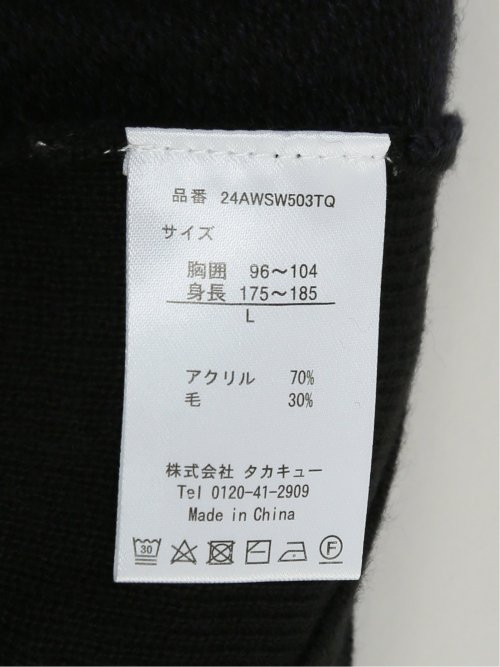 品番 24AWSW503TQ
サイズ
胸囲 96～104
身長 175～185
L
アクリル 70%
毛 30%
株式会社 タカキュー
Tel 0120-41-2909
Made in China
30 F